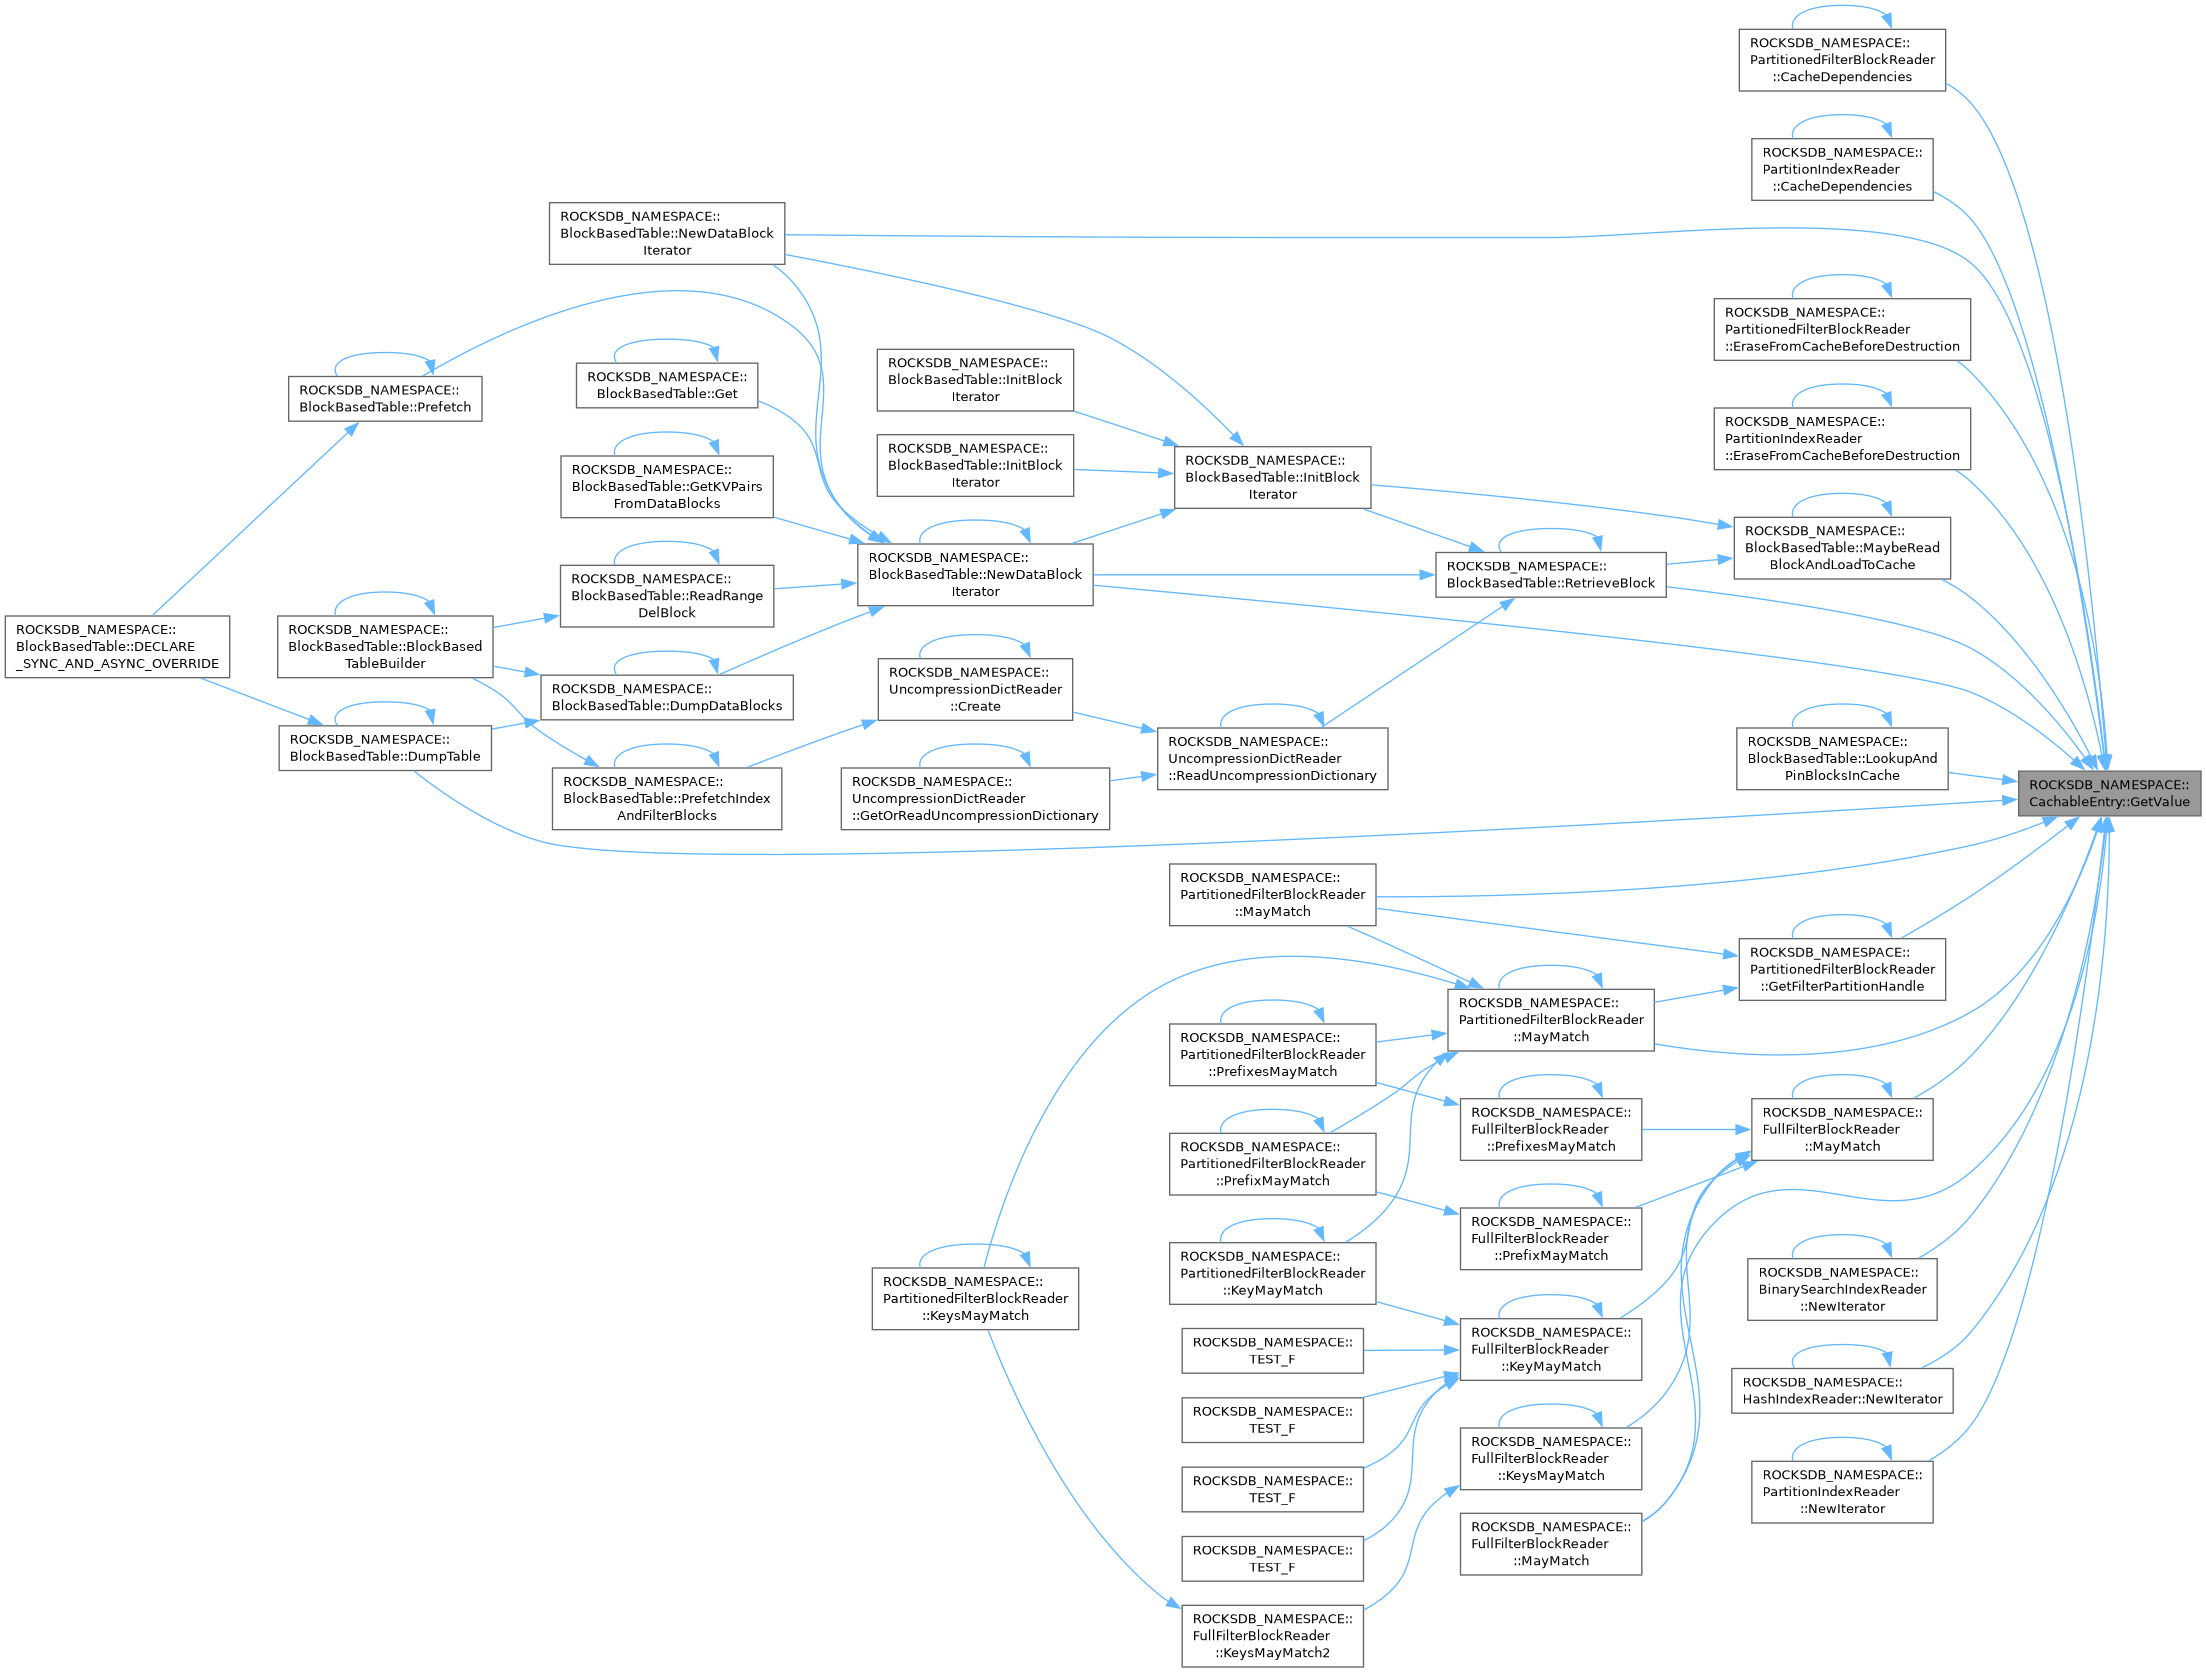 ROCKSDB_NAMESPACE::
PartitionedFilterBlockReader
::CacheDependencies
ROCKSDB_NAMESPACE::
PartitionIndexReader
::CacheDependencies
ROCKSDB_NAMESPACE::
BlockBasedTable::NewDataBlock
Iterator
ROCKSDB_NAMESPACE::
PartitionedFilterBlockReader
::EraseFromCacheBeforeDestruction
ROCKSDB_NAMESPACE::
BlockBasedTable::InitBlock
Iterator
ROCKSDB_NAMESPACE::
BlockBasedTable::Get
ROCKSDB_NAMESPACE::
BlockBasedTable::Prefetch
ROCKSDB_NAMESPACE::
PartitionIndexReader
::EraseFromCacheBeforeDestruction
ROCKSDB_NAMESPACE::
BlockBasedTable::InitBlock
Iterator
ROCKSDB_NAMESPACE::
BlockBasedTable::InitBlock
Iterator
ROCKSDB_NAMESPACE::
BlockBasedTable::GetKVPairs
FromDataBlocks
ROCKSDB_NAMESPACE::
BlockBasedTable::MaybeRead
BlockAndLoadToCache
ROCKSDB_NAMESPACE::
BlockBasedTable::NewDataBlock
Iterator
ROCKSDB_NAMESPACE::
BlockBasedTable::RetrieveBlock
ROCKSDB_NAMESPACE::
BlockBasedTable::ReadRange
DelBlock
ROCKSDB_NAMESPACE::
BlockBasedTable::DECLARE
_SYNC_AND_ASYNC_OVERRIDE
ROCKSDB_NAMESPACE::
BlockBasedTable::BlockBased
TableBuilder
ROCKSDB_NAMESPACE::
UncompressionDictReader
::Create
ROCKSDB_NAMESPACE::
BlockBasedTable::DumpDataBlocks
ROCKSDB_NAMESPACE::
BlockBasedTable::DumpTable
ROCKSDB_NAMESPACE::
UncompressionDictReader
::ReadUncompressionDictionary
ROCKSDB_NAMESPACE::
BlockBasedTable::LookupAnd
PinBlocksInCache
ROCKSDB_NAMESPACE::
BlockBasedTable::PrefetchIndex
AndFilterBlocks
ROCKSDB_NAMESPACE::
UncompressionDictReader
::GetOrReadUncompressionDictionary
ROCKSDB_NAMESPACE::
CachableEntry::GetValue
ROCKSDB_NAMESPACE::
PartitionedFilterBlockReader
::MayMatch
ROCKSDB_NAMESPACE::
PartitionedFilterBlockReader
::GetFilterPartitionHandle
ROCKSDB_NAMESPACE::
PartitionedFilterBlockReader
::MayMatch
ROCKSDB_NAMESPACE::
PartitionedFilterBlockReader
::PrefixesMayMatch
ROCKSDB_NAMESPACE::
FullFilterBlockReader
::PrefixesMayMatch
ROCKSDB_NAMESPACE::
FullFilterBlockReader
::MayMatch
ROCKSDB_NAMESPACE::
PartitionedFilterBlockReader
::PrefixMayMatch
ROCKSDB_NAMESPACE::
FullFilterBlockReader
::PrefixMayMatch
ROCKSDB_NAMESPACE::
PartitionedFilterBlockReader
::KeyMayMatch
ROCKSDB_NAMESPACE::
BinarySearchIndexReader
::NewIterator
ROCKSDB_NAMESPACE::
PartitionedFilterBlockReader
::KeysMayMatch
ROCKSDB_NAMESPACE::
FullFilterBlockReader
::KeyMayMatch
ROCKSDB_NAMESPACE::
TEST_F
ROCKSDB_NAMESPACE::
HashIndexReader::NewIterator
ROCKSDB_NAMESPACE::
TEST_F
ROCKSDB_NAMESPACE::
FullFilterBlockReader
::KeysMayMatch
ROCKSDB_NAMESPACE::
TEST_F
ROCKSDB_NAMESPACE::
PartitionIndexReader
::NewIterator
ROCKSDB_NAMESPACE::
FullFilterBlockReader
::MayMatch
ROCKSDB_NAMESPACE::
TEST_F
ROCKSDB_NAMESPACE::
FullFilterBlockReader
::KeysMayMatch2